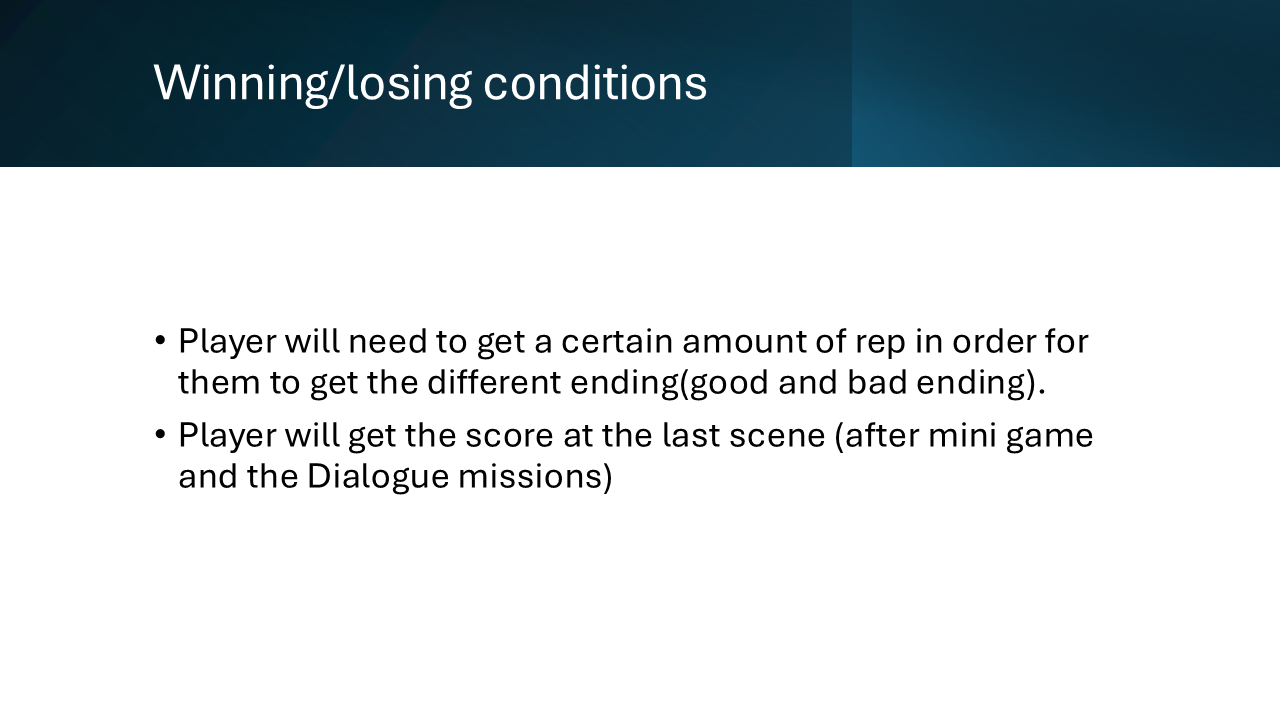 Winning/losing conditions
• Player will need to get a certain amount of rep in order for
them to get the different ending(good and bad ending).
• Player will get the score at the last scene (after mini game
and the Dialogue missions)